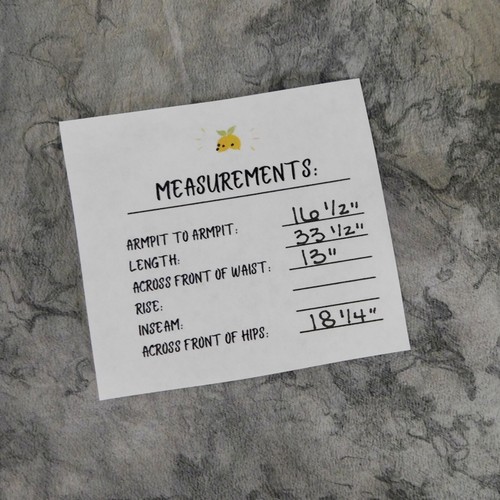 MEASUREMENTS:
ARMPIT TO ARMPIT: 16 1/2"
LENGTH: 33 1/2"
ACROSS FRONT OF WAIST: 13"
RISE:
INSEAM:
ACROSS FRONT OF HIPS: 18 1/4"